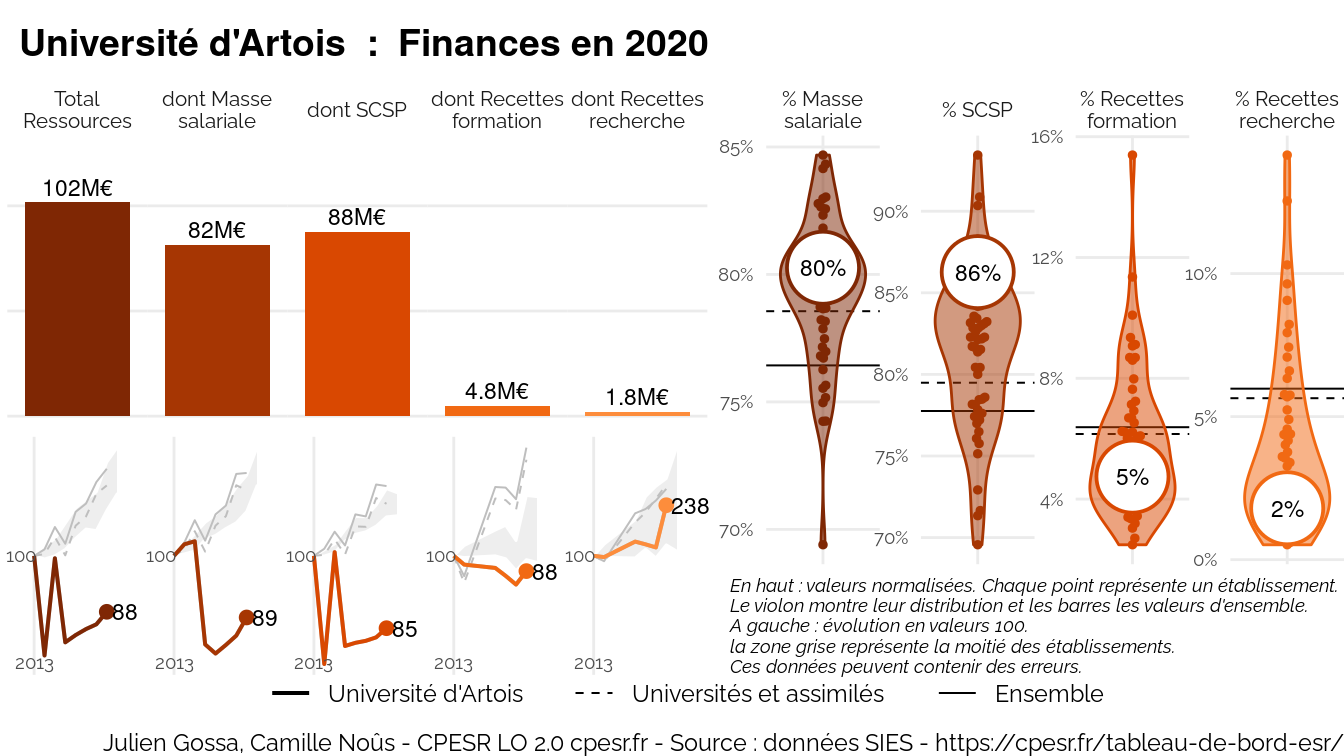 Université d'Artois : Finances en 2020
Total
Ressources
dont Masse
salariale
dont SCSP
dont Recettes
formation
dont Recettes
recherche
102M€
82M€
88M€
4.8M€
1.8M€
100
2013
88
100
2013
89
100
2013
85
100
2013
88
100
2013
238
% Masse
salariale
85%
80%
75%
70%
80%
% SCSP
90%
85%
80%
75%
70%
86%
% Recettes
formation
16%
12%
8%
4%
5%
% Recettes
recherche
10%
5%
0%
2%
En haut : valeurs normalisées. Chaque point représente un établissement.
Le violon montre leur distribution et les barres les valeurs d'ensemble.
A gauche : évolution en valeurs 100.
la zone grise représente la moitié des établissements.
Ces données peuvent contenir des erreurs.
Université d'Artois
Universités et assimilés
Ensemble
Julien Gossa, Camille Noûs - CPESR LO 2.0 cpesr.fr - Source : données SIES - https://cpesr.fr/tableau-de-bord-esr/